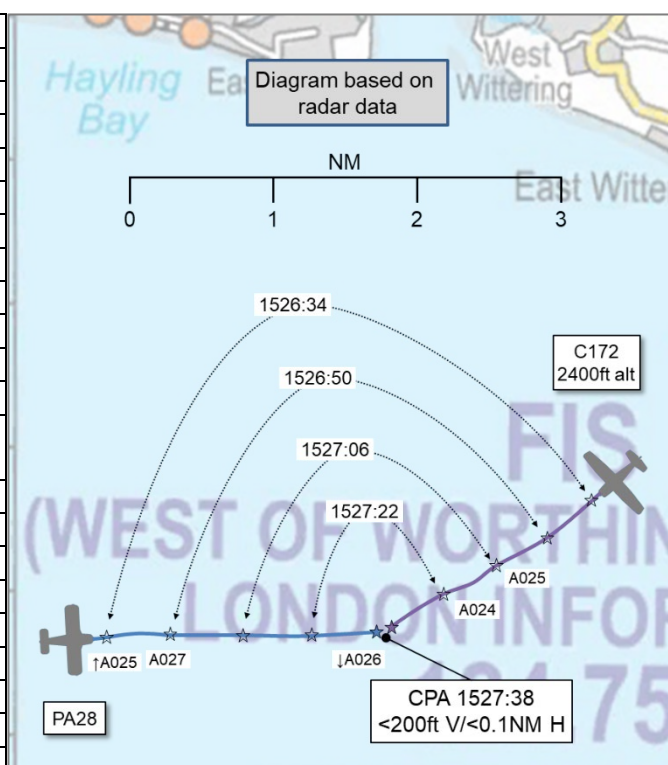 Hayling
Bay
Ea
West
Wittering
Diagram based on
radar data
NM
0 1 2 3
East Witte
1526:34
1526:50
C172
2400ft alt
1527:06
1527:22
FIS
(WEST OF WORTHIN
A025
A024
LONDON INFOR
↑A025 A027 ↓A026
75
CPA 1527:38
<200ft V/<0.1NM H
PA28